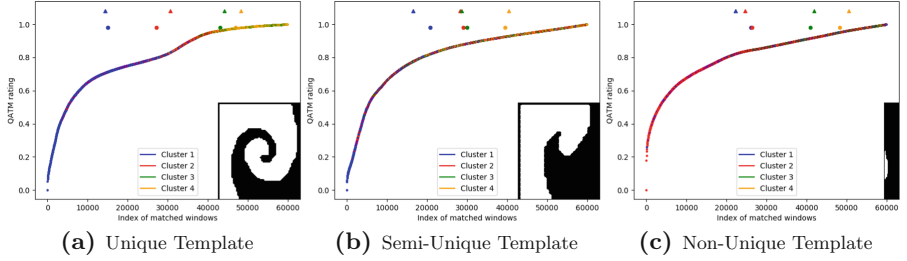 QATM rating
1.0
0.8
0.6
0.4
0.2
0.0
Cluster 1
Cluster 2
Cluster 3
Cluster 4
0 10000 20000 30000 40000 50000 60000
Index of matched windows
(a) Unique Template
QATM rating
1.0
0.8
0.6
0.4
0.2
0.0
Cluster 1
Cluster 2
Cluster 3
Cluster 4
0 10000 20000 30000 40000 50000 60000
Index of matched windows
(b) Semi-Unique Template
QATM rating
1.0
0.8
0.6
0.4
0.2
0.0
Cluster 1
Cluster 2
Cluster 3
Cluster 4
0 10000 20000 30000 40000 50000 60000
Index of matched windows
(c) Non-Unique Template